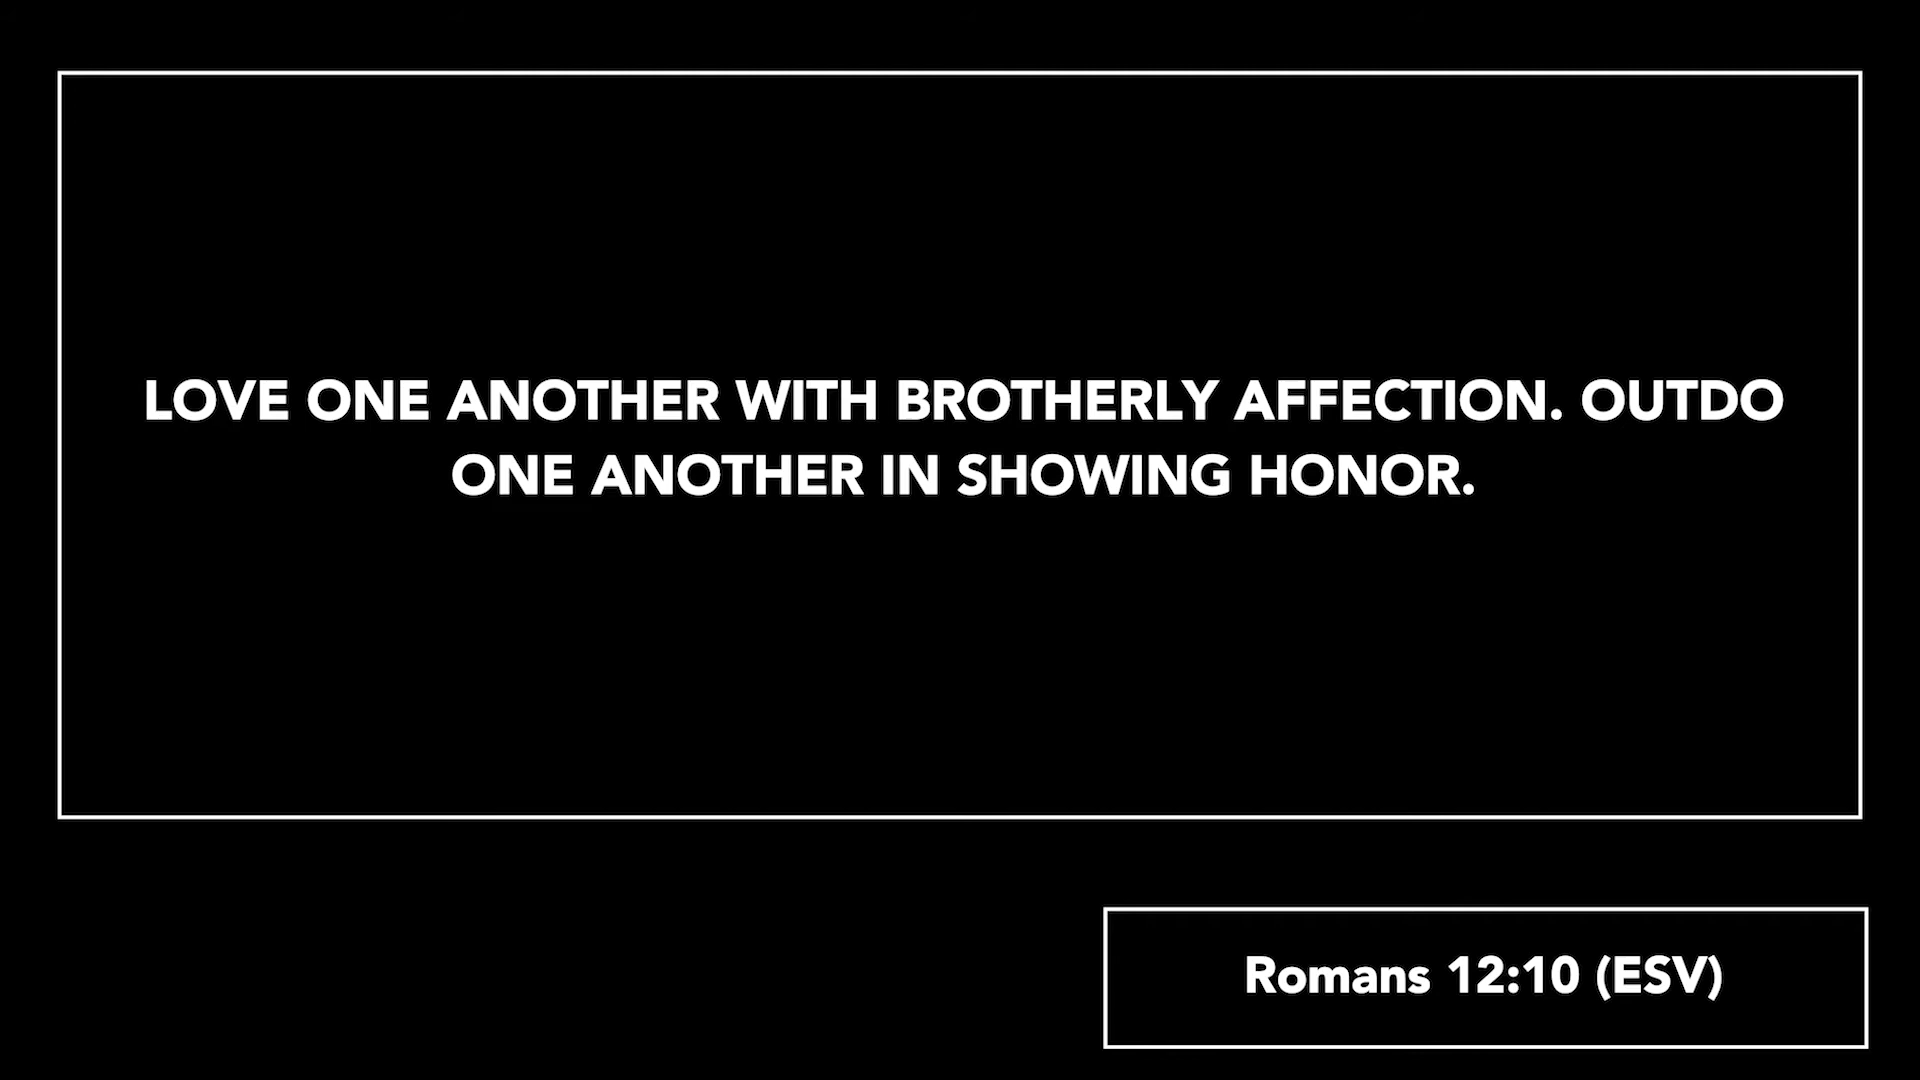 LOVE ONE ANOTHER WITH BROTHERLY AFFECTION. OUTDO
ONE ANOTHER IN SHOWING HONOR.
Romans 12:10 (ESV)